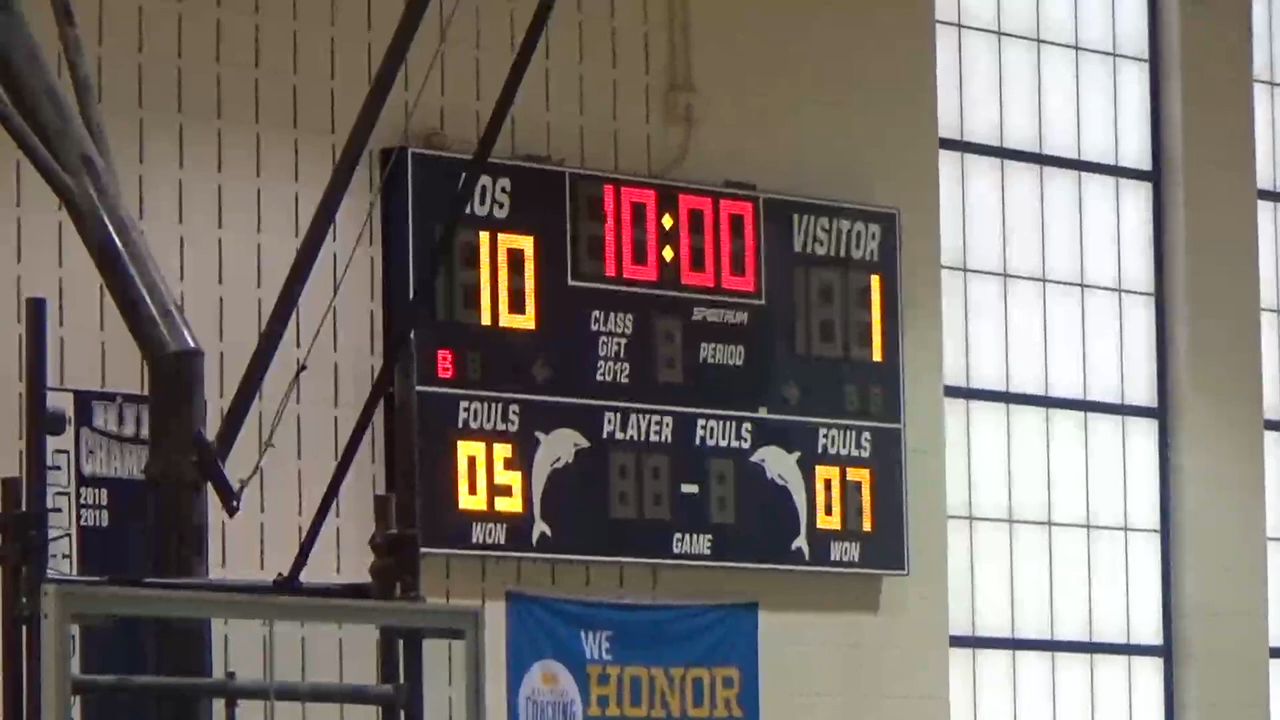 10:00
VISITOR
10
1
CLASS
GIFT
2012
SPECTRUM
PERIOD
B
FOULS
PLAYER FOULS
FOULS
05
-
07
WON
GAME
WON
2018
2019
WE
HONOR
COACHING